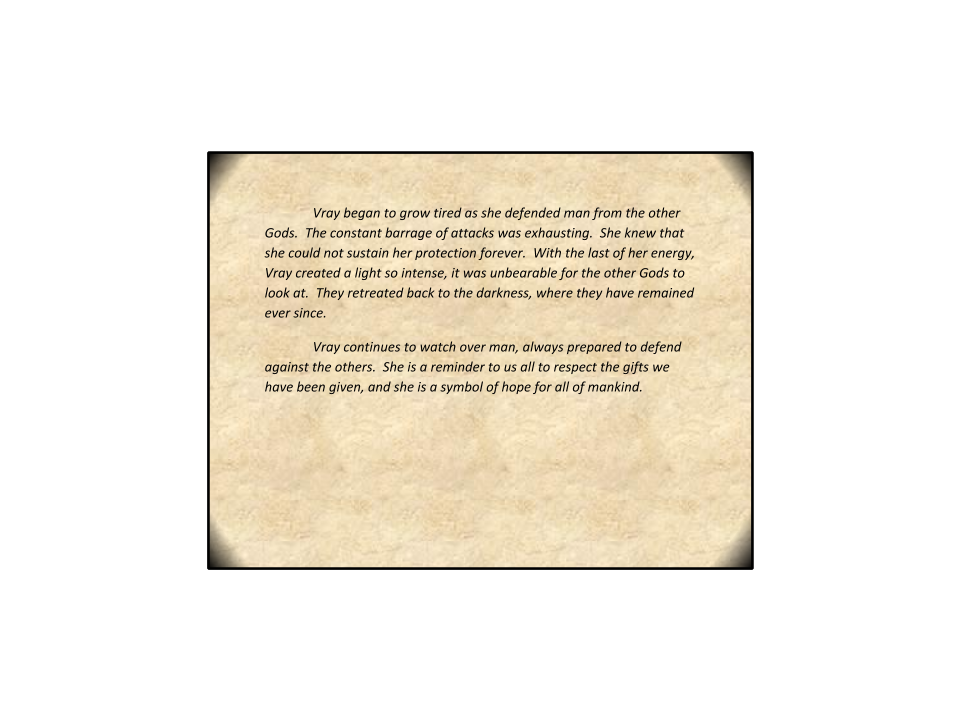 Vray began to grow tired as she defended man from the other
Gods.  The constant barrage of attacks was exhausting.  She knew that
she could not sustain her protection forever.  With the last of her energy,
Vray created a light so intense, it was unbearable for the other Gods to
look at.  They retreated back to the darkness, where they have remained
ever since.
Vray continues to watch over man, always prepared to defend
against the others.  She is a reminder to us all to respect the gifts we
have been given, and she is a symbol of hope for all of mankind.